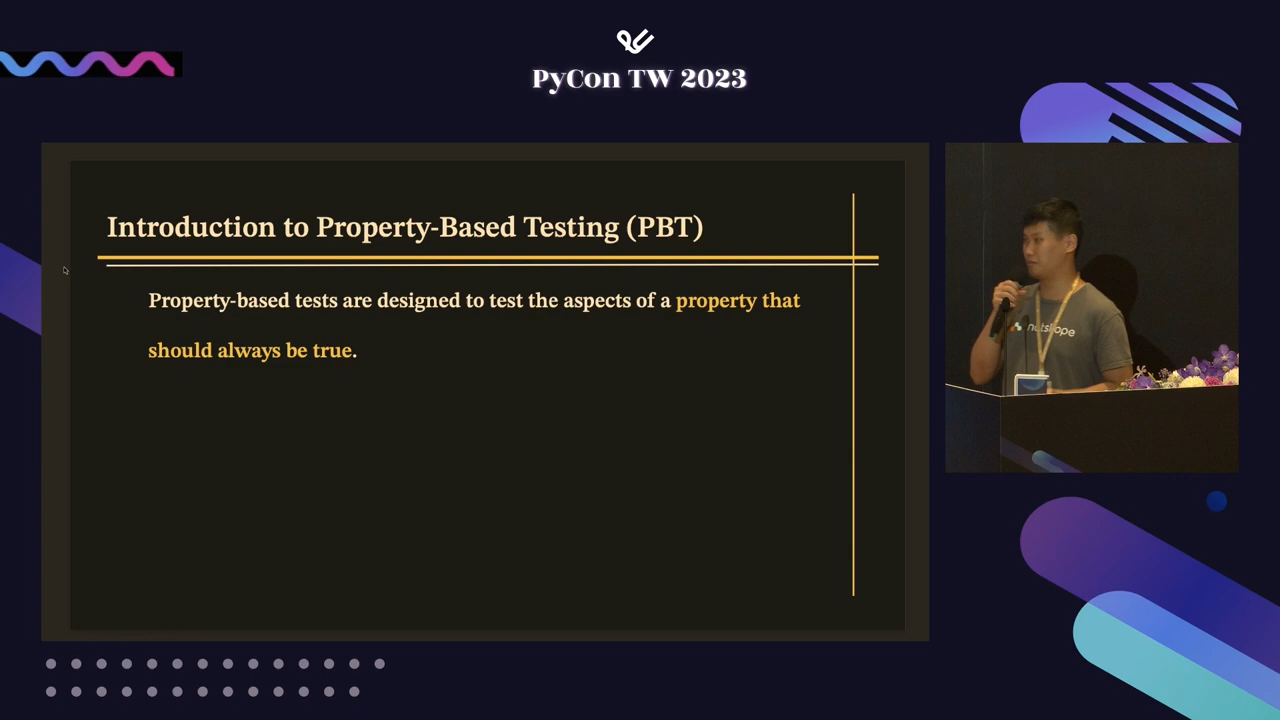 PyCon TW 2023
Introduction to Property-Based Testing (PBT)
Property-based tests are designed to test the aspects of a property that
should always be true.